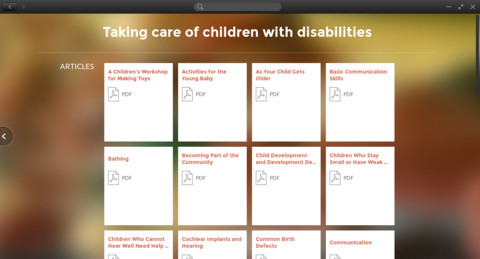 Taking care of children with disabilities
ARTICLES
A Children's Workshop
for Making Toys
PDF
Activities for the
Young Baby
PDF
As Your Child Gets
Older
PDF
Basic Communication
Skills
PDF
Bathing
PDF
Becoming Part of the
Community
PDF
Child Development
and Development De...
PDF
Children Who Stay
Small or Have Weak ...
PDF
Children Who Cannot
Hear Well Need Help ...
Cochlear Implants and
Hearing
Common Birth
Defects
Communication